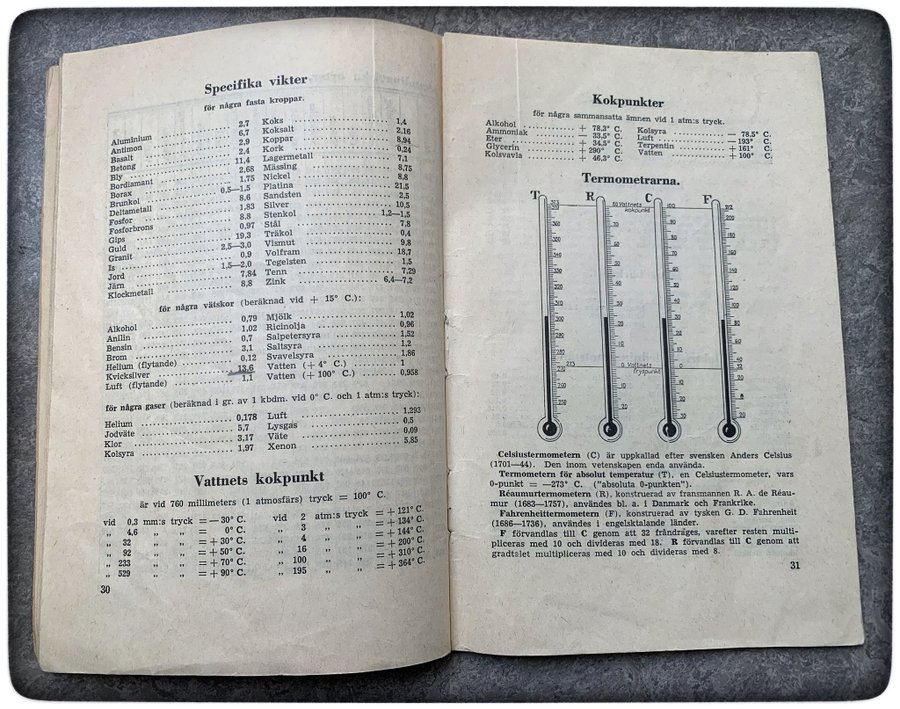 Specifika vikter
för några fasta kroppar.
Aluminium 2,7 Koks 1,4
Antimon 6,7 Koksalt 2,16
Basalt 2,9 Koppar 8,94
Betong 2,4 Kork 0,24
Bly 11,4 Lagermetall 7,1
Bordiamant 2,68 Mässing 8,75
Borax 1,75 Nickel 8,8
Brunkol 0,5—1,5 Platina 21,5
Deltametall 8,6 Sandsten 2,5
Fosfor 1,83 Silver 10,5
Fosforbrons 8,8 Stenkol 1,2—1,5
Gips 0,97 Stål 7,8
Guld 19,3 Träkol 0,4
Granit 2,5—3,0 Vismut 9,8
Is 0,9 Volfram 18,7
Jord 1,5—2,0 Tegelsten 1,5
Järn 7,84 Tenn 7,29
Klockmetall 8,8 Zink 6,4—7,2
för några vätskor (beräknad vid + 15° C.):
Alkohol 0,79 Mjölk 1,02
Anilin 1,02 Ricinolja 0,96
Bensin 0,7 Salpetersyra 1,52
Brom 3,1 Saltsyra 1,2
Helium (flytande) 0,12 Svavelsyra 1,86
Kvicksilver 13,6 Vatten (+ 4° C.) 1
Luft (flytande) 1,1 Vatten (+ 100° C.) 0,958
för några gaser (beräknad i gr. av 1 kbdm. vid 0° C. och 1 atm:s tryck):
Helium 0,178 Luft 1,293
Jodväte 5,7 Lysgas 0,5
Klor 3,17 Väte 0,09
Kolsyra 1,97 Xenon 5,85
Vattnets kokpunkt
är vid 760 millimeters (1 atmosfärs) tryck = 100° C.
vid 0,3 mm:s tryck = — 30° C. vid 2 atm:s tryck = + 121° C.
„ 4,6 „ „ = 0° C. „ 3 „ „ = + 134° C.
„ 32 „ „ = + 30° C. „ 4 „ „ = + 144° C.
„ 92 „ „ = + 50° C. „ 16 „ „ = + 200° C.
„ 233 „ „ = + 70° C. „ 100 „ „ = + 310° C.
„ 529 „ „ = + 90° C. „ 195 „ „ = + 364° C.
30
Kokpunkter
för några sammansatta ämnen vid 1 atm:s tryck.
Alkohol + 78,3° C. Kolsyra — 78,5° C.
Ammoniak — 33,5° C. Luft — 193° C.
Eter + 34,5° C. Terpentin + 161° C.
Glycerin + 290° C. Vatten + 100° C.
Kolsvavla + 46,3° C.
Termometrarna.
T R C F
373 80 Vattnets kokpunkt 100 212
273 0 Vattnets fryspunkt 0 32
Celsiustermometern (C) är uppkallad efter svensken Anders Celsius
(1701—44). Den inom vetenskapen enda använda.
Termometern för absolut temperatur (T), en Celsiustermometer, vars
0-punkt = —273° C. ("absoluta 0-punkten").
Réaumurtermometern (R), konstruerad av fransmannen R. A. de Réau-
mur (1683—1757), användes bl. a. i Danmark och Frankrike.
Fahrenheittermometern (F), konstruerad av tysken G. D. Fahrenheit
(1686—1736), användes i engelsktalande länder.
F förvandlas till C genom att 32 fråndrages, varefter resten multi-
pliceras med 10 och divideras med 18. R förvandlas till C genom att
gradtslet multipliceras med 10 och divideras med 8.
31